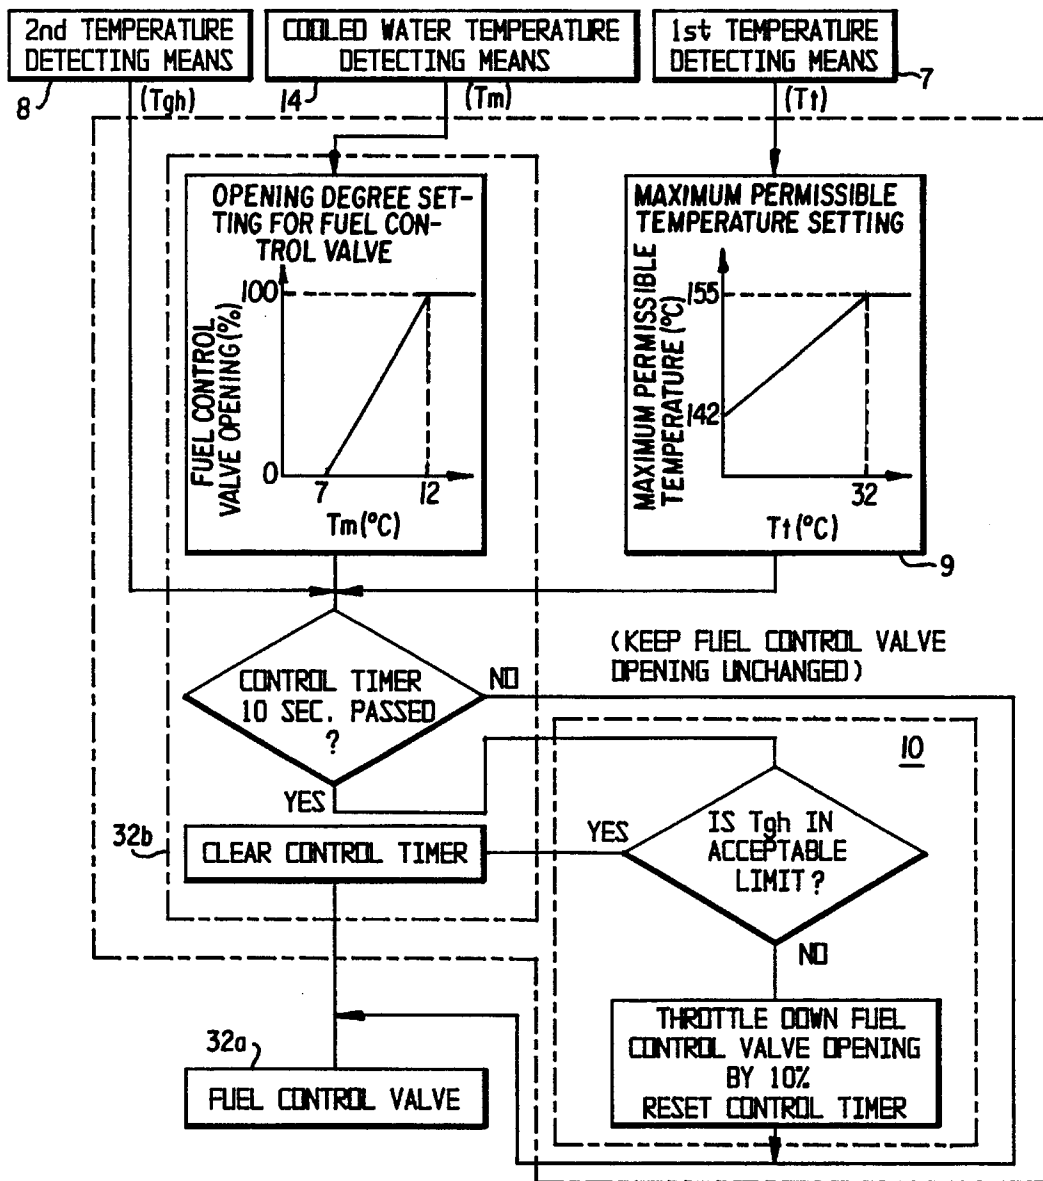 2nd TEMPERATURE
DETECTING MEANS
8
(Tgh)
COOLED WATER TEMPERATURE
DETECTING MEANS
14
(Tm)
1st TEMPERATURE
DETECTING MEANS
7
(Tt)
OPENING DEGREE SET-
TING FOR FUEL CON-
TROL VALVE
FUEL CONTROL
VALVE OPENING (%)
100
0
7
12
Tm (°C)
MAXIMUM PERMISSIBLE
TEMPERATURE SETTING
MAXIMUM PERMISSIBLE
TEMPERATURE (°C)
155
142
32
Tt (°C)
9
CONTROL TIMER
10 SEC. PASSED
?
NO
YES
(KEEP FUEL CONTROL VALVE
OPENING UNCHANGED)
10
32b
CLEAR CONTROL TIMER
YES
IS Tgh IN
ACCEPTABLE
LIMIT?
NO
THROTTLE DOWN FUEL
CONTROL VALVE OPENING
BY 10%
RESET CONTROL TIMER
32a
FUEL CONTROL VALVE